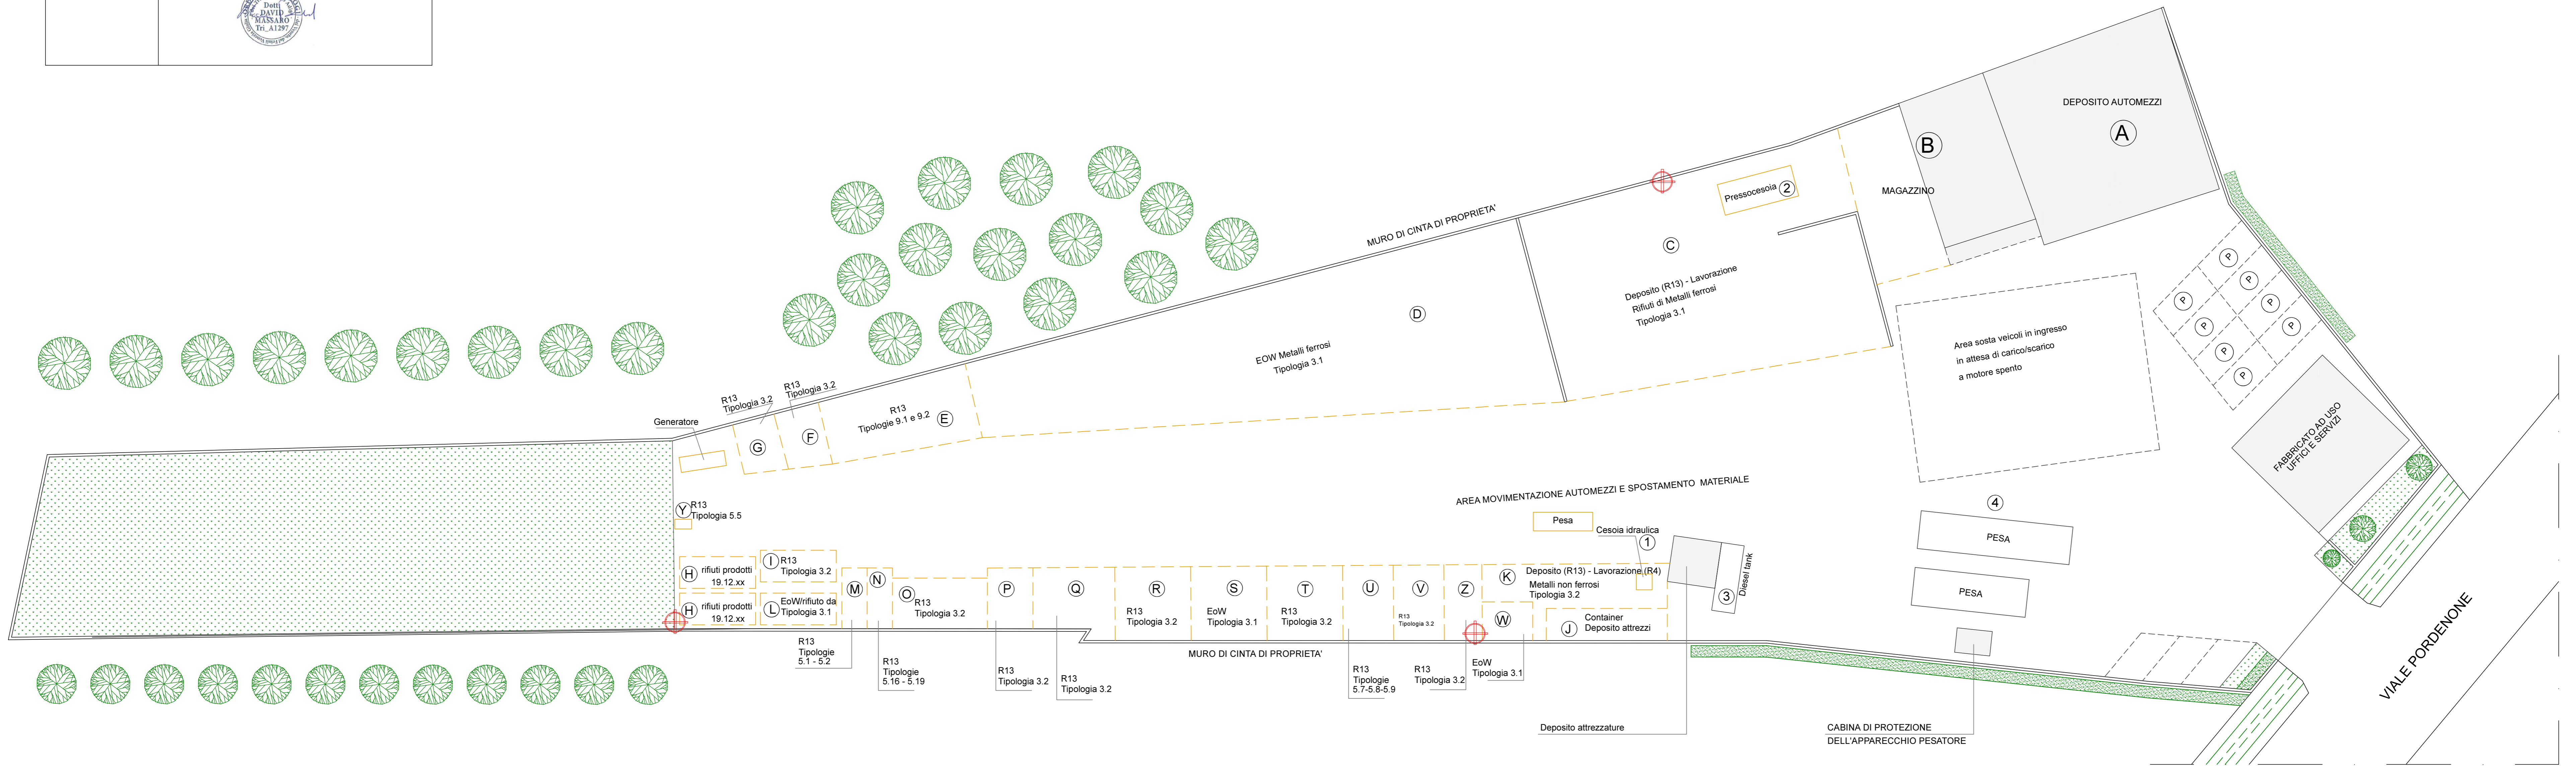 Dott.
DAVID
MASSARO
Tri_A1297
DEPOSITO AUTOMEZZI
A
B
MAGAZZINO
Pressocesoia
2
MURO DI CINTA DI PROPRIETA'
C
Deposito (R13) - Lavorazione
Rifiuti di Metalli ferrosi
Tipologia 3.1
D
EOW Metalli ferrosi
Tipologia 3.1
Area sosta veicoli in ingresso
in attesa di carico/scarico
a motore spento
P
P
P
P
P
P
P
P
P
FABBRICATO AD USO
UFFICI E SERVIZI
R13
Tipologia 3.2
R13
Tipologia 3.2
R13
Tipologie 9.1 e 9.2
E
F
G
Generatore
Y
R13
Tipologia 5.5
AREA MOVIMENTAZIONE AUTOMEZZI E SPOSTAMENTO MATERIALE
Pesa
Cesoia idraulica
1
4
PESA
PESA
Diesel tank
3
H
rifiuti prodotti
19.12.xx
I
R13
Tipologia 3.2
H
rifiuti prodotti
19.12.xx
L
EoW/rifiuto da
Tipologia 3.1
M
N
O
R13
Tipologia 3.2
P
Q
R
R13
Tipologia 3.2
S
EoW
Tipologia 3.1
T
R13
Tipologia 3.2
U
V
R13
Tipologia 3.2
Z
K
Deposito (R13) - Lavorazione (R4)
Metalli non ferrosi
Tipologia 3.2
W
J
Container
Deposito attrezzi
R13
Tipologie
5.1 - 5.2
R13
Tipologie
5.16 - 5.19
R13
Tipologia 3.2
R13
Tipologia 3.2
MURO DI CINTA DI PROPRIETA'
R13
Tipologie
5.7-5.8-5.9
R13
Tipologia 3.2
EoW
Tipologia 3.1
Deposito attrezzature
CABINA DI PROTEZIONE
DELL'APPARECCHIO PESATORE
VIALE PORDENONE